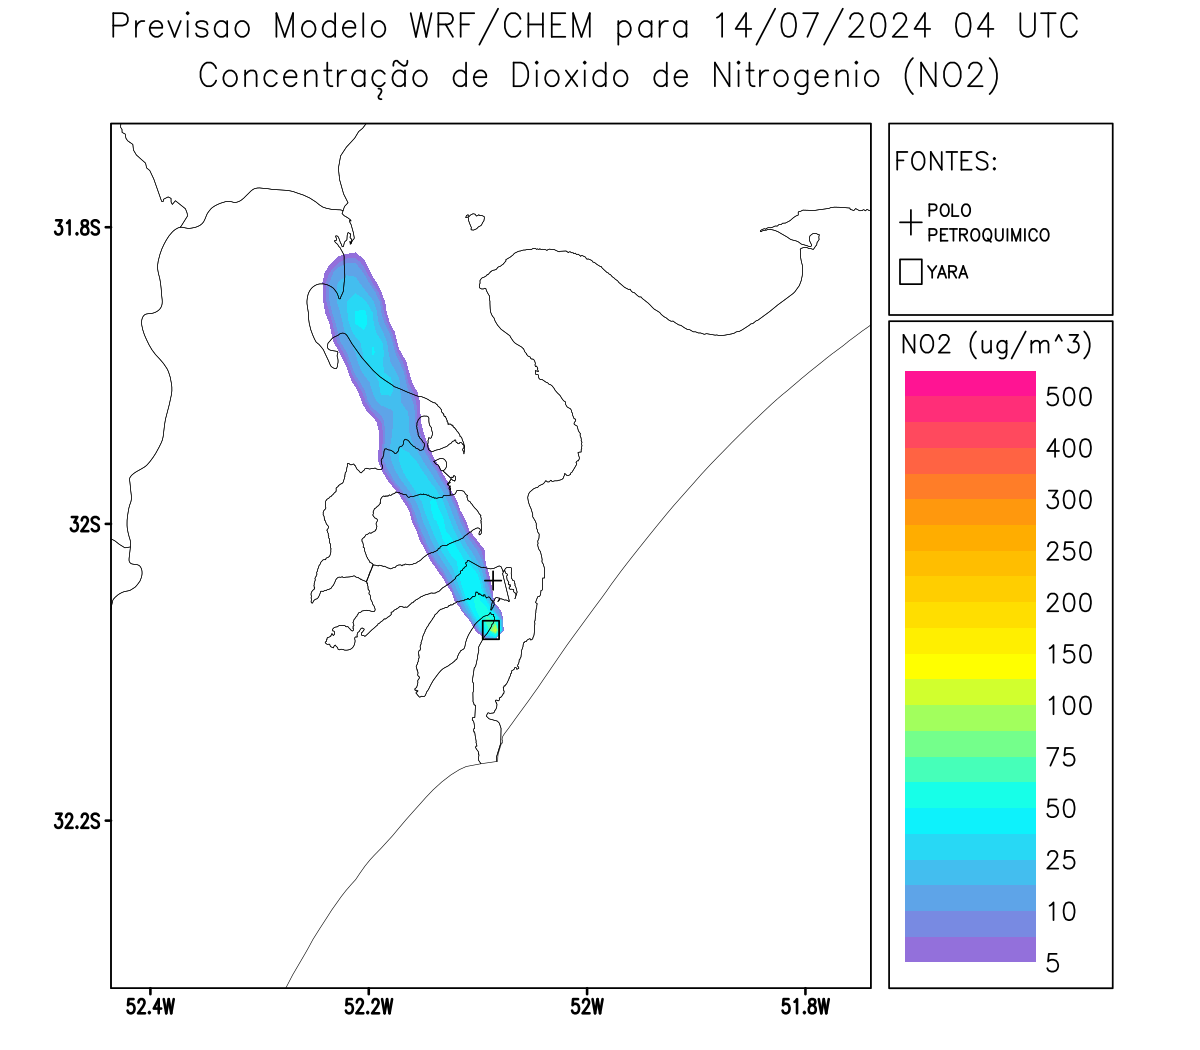 Previsao Modelo WRF/CHEM para 14/07/2024 04 UTC
Concentração de Dioxido de Nitrogenio (NO2)
FONTES:
POLO
PETROQUIMICO
YARA
NO2 (ug/m^3)
500
400
300
250
200
150
100
75
50
25
10
5
31.8S
32S
32.2S
52.4W
52.2W
52W
51.8W